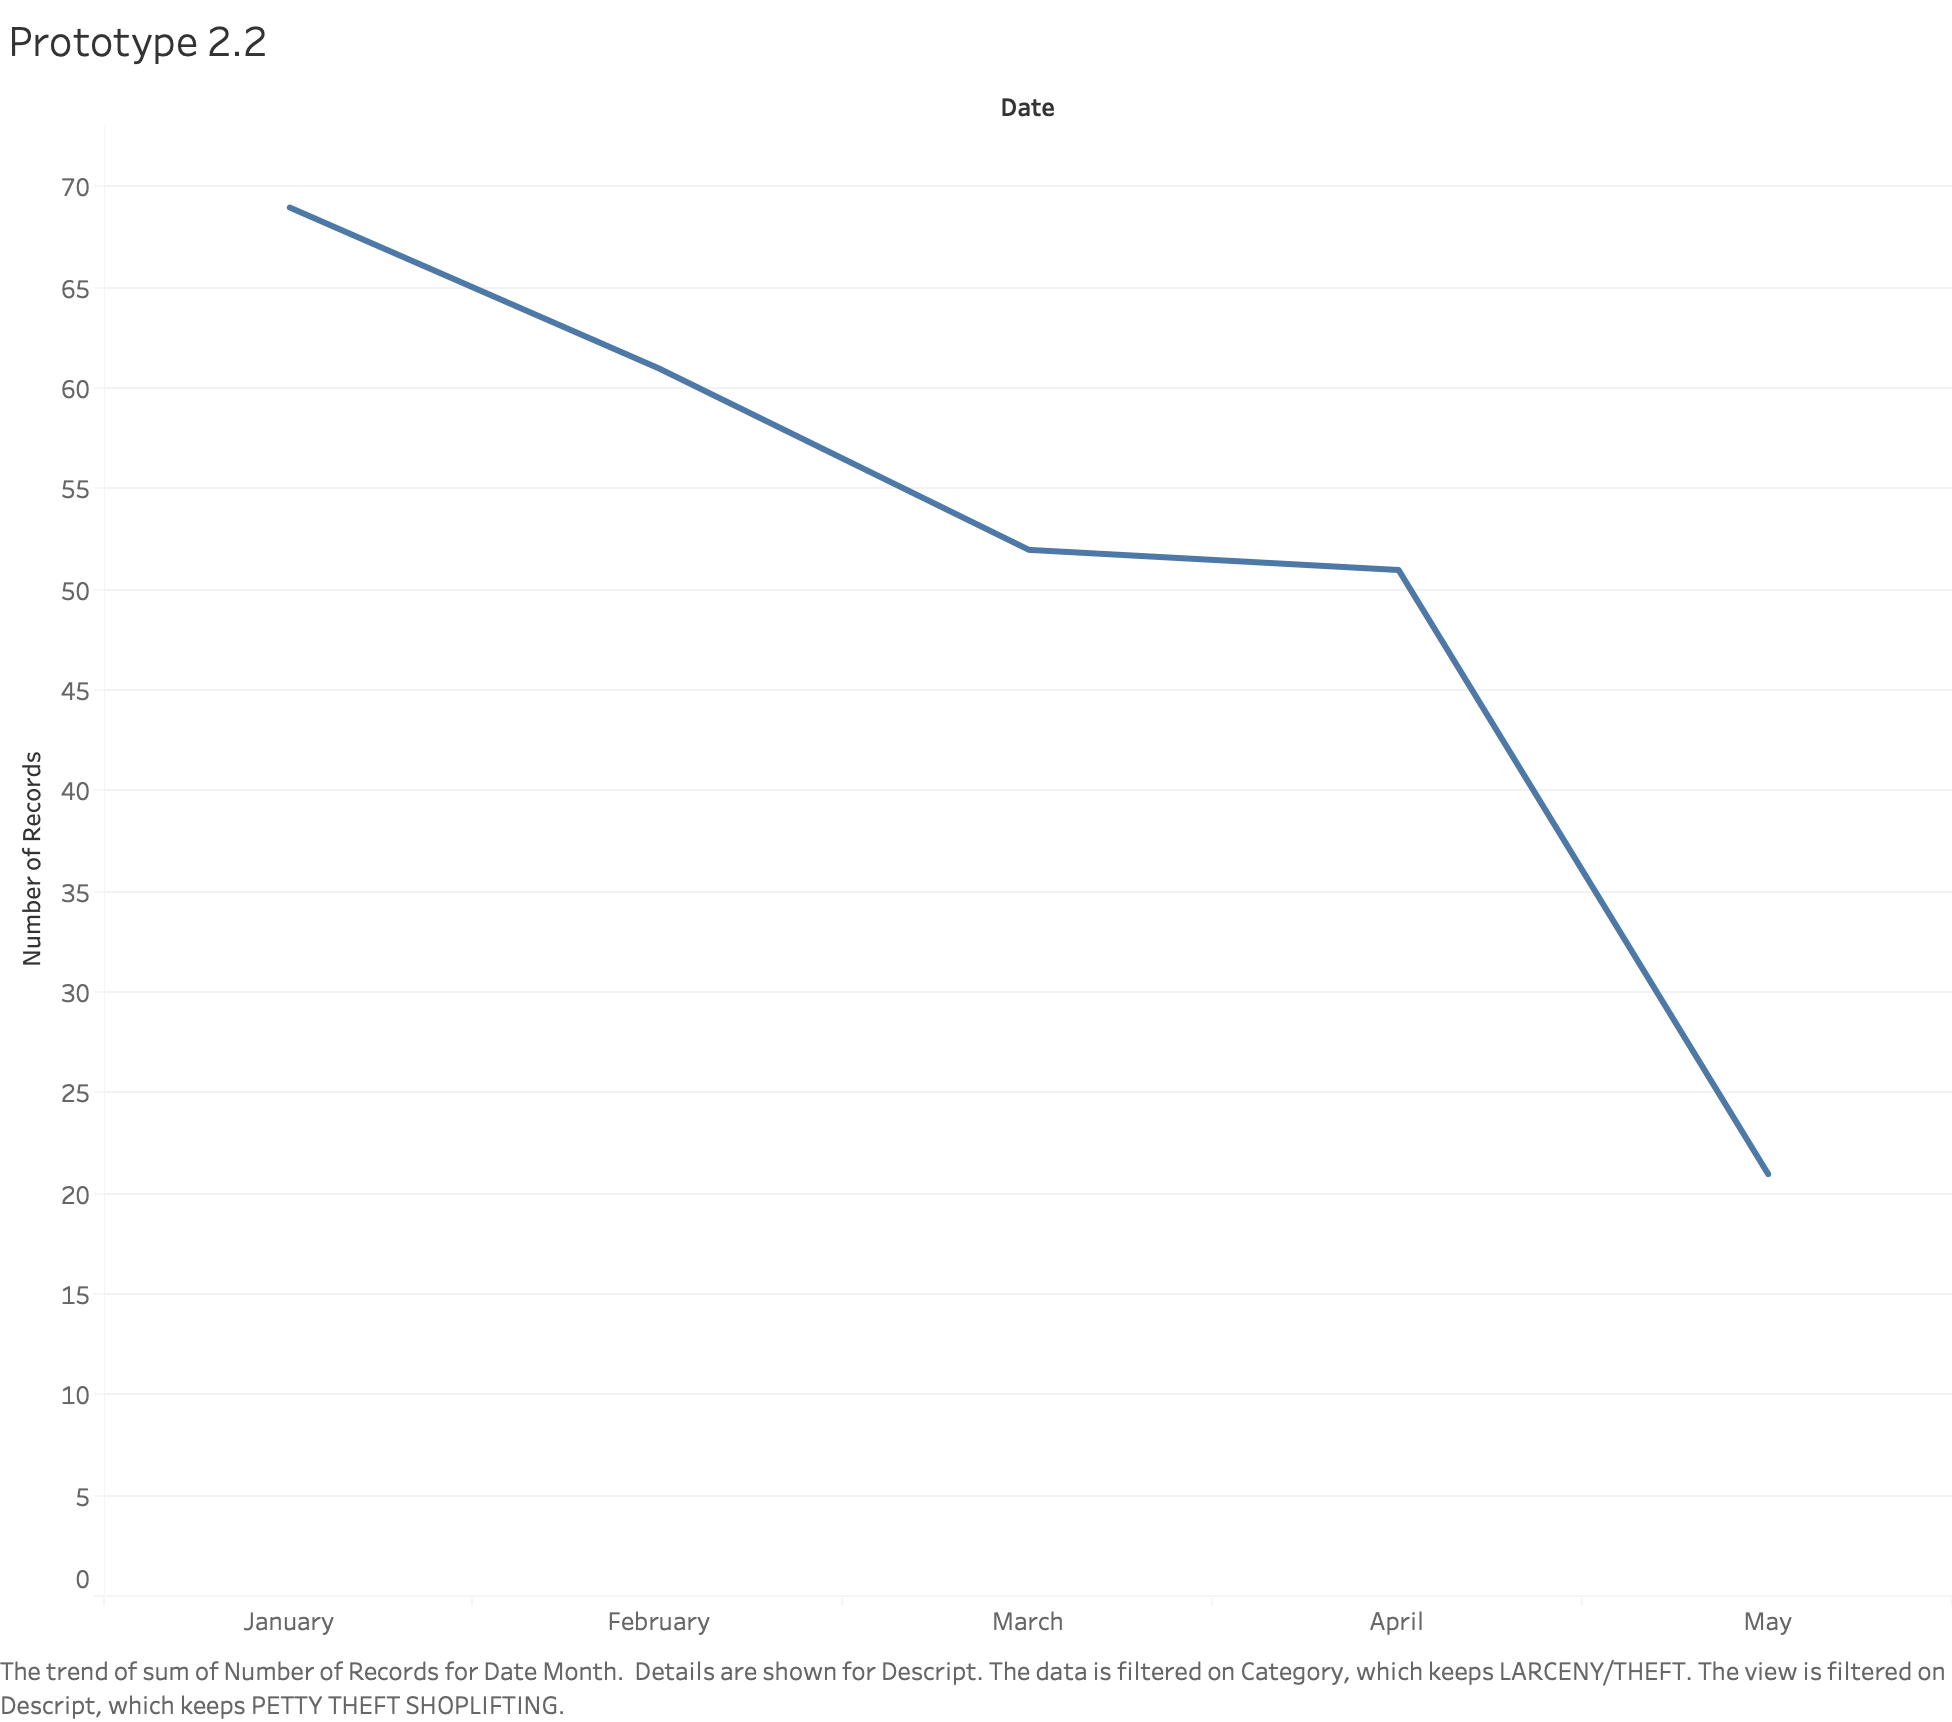 Prototype 2.2
Date
70
65
60
55
50
45
40
35
30
25
20
15
10
5
0
Number of Records
January February March April May
The trend of sum of Number of Records for Date Month.  Details are shown for Descript. The data is filtered on Category, which keeps LARCENY/THEFT. The view is filtered on
Descript, which keeps PETTY THEFT SHOPLIFTING.